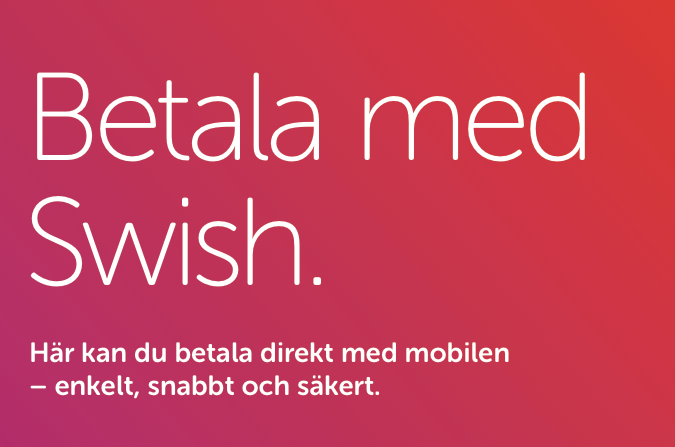 Betala med
Swish.
Här kan du betala direkt med mobilen
– enkelt, snabbt och säkert.